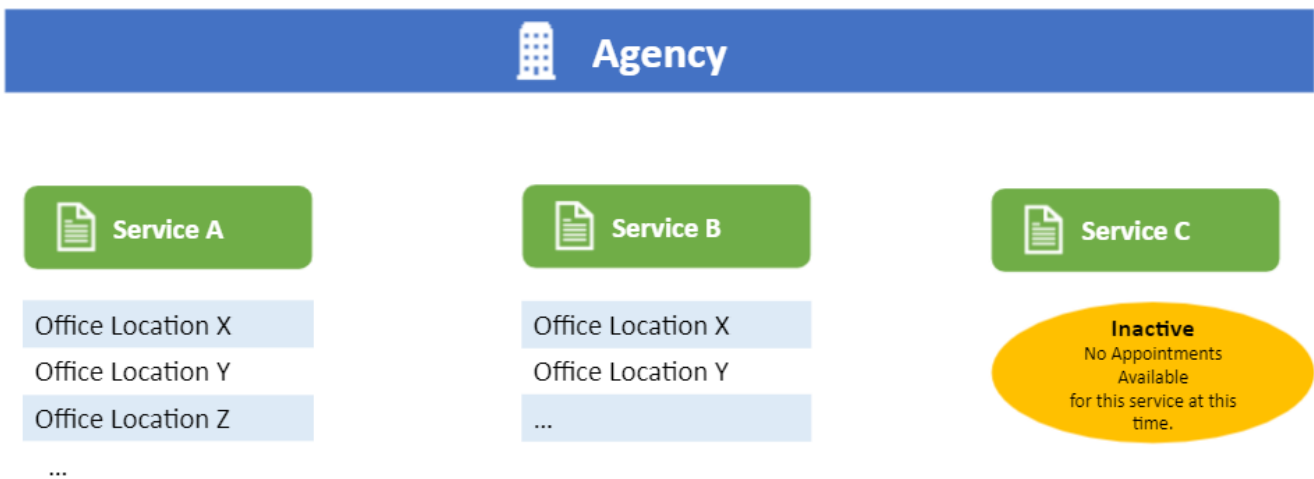 Agency
Service A
Service B
Service C
Office Location X
Office Location Y
Office Location Z
...
Office Location X
Office Location Y
...
Inactive
No Appointments
Available
for this service at this
time.